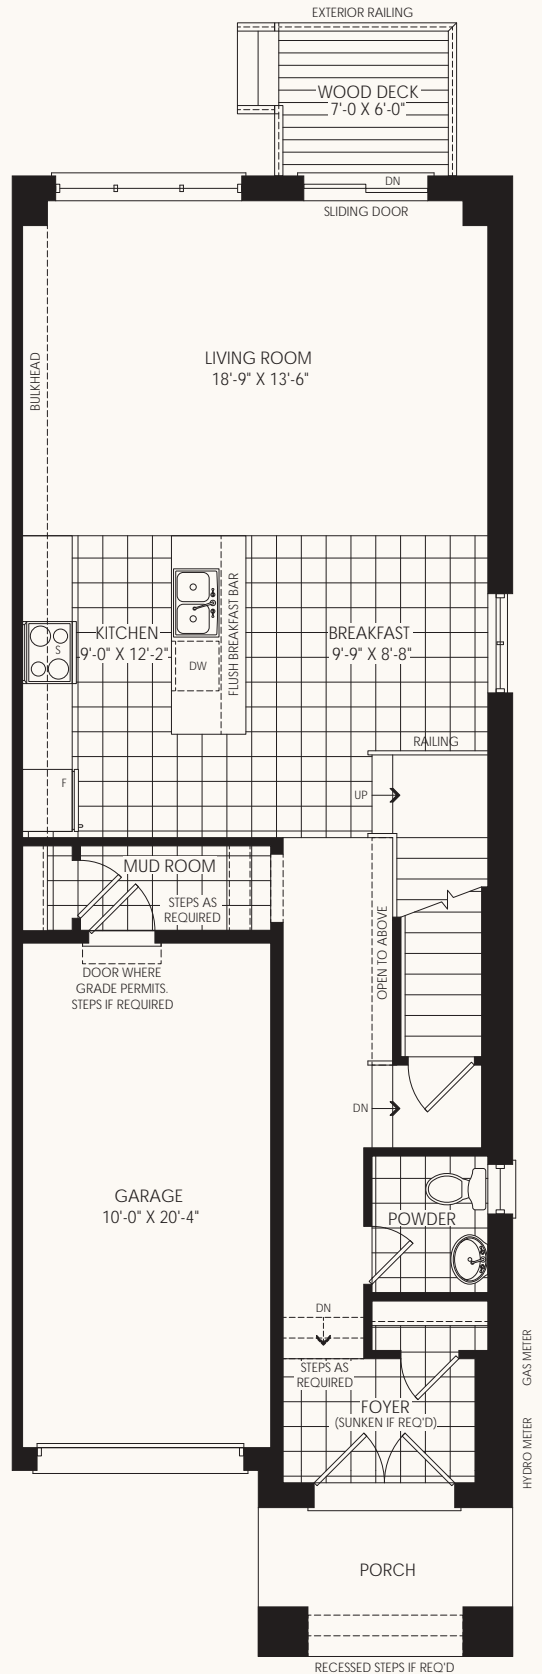 EXTERIOR RAILING
WOOD DECK
7'-0 X 6'-0"
DN
SLIDING DOOR
LIVING ROOM
18'-9" X 13'-6"
BULKHEAD
KITCHEN
9'-0" X 12'-2"
S
DW
FLUSH BREAKFAST BAR
BREAKFAST
9'-9" X 8'-8"
RAILING
F
UP
MUD ROOM
STEPS AS
REQUIRED
OPEN TO ABOVE
DOOR WHERE
GRADE PERMITS.
STEPS IF REQUIRED
DN
GARAGE
10'-0" X 20'-4"
POWDER
DN
STEPS AS
REQUIRED
FOYER
(SUNKEN IF REQ'D)
GAS METER
HYDRO METER
PORCH
RECESSED STEPS IF REQ'D